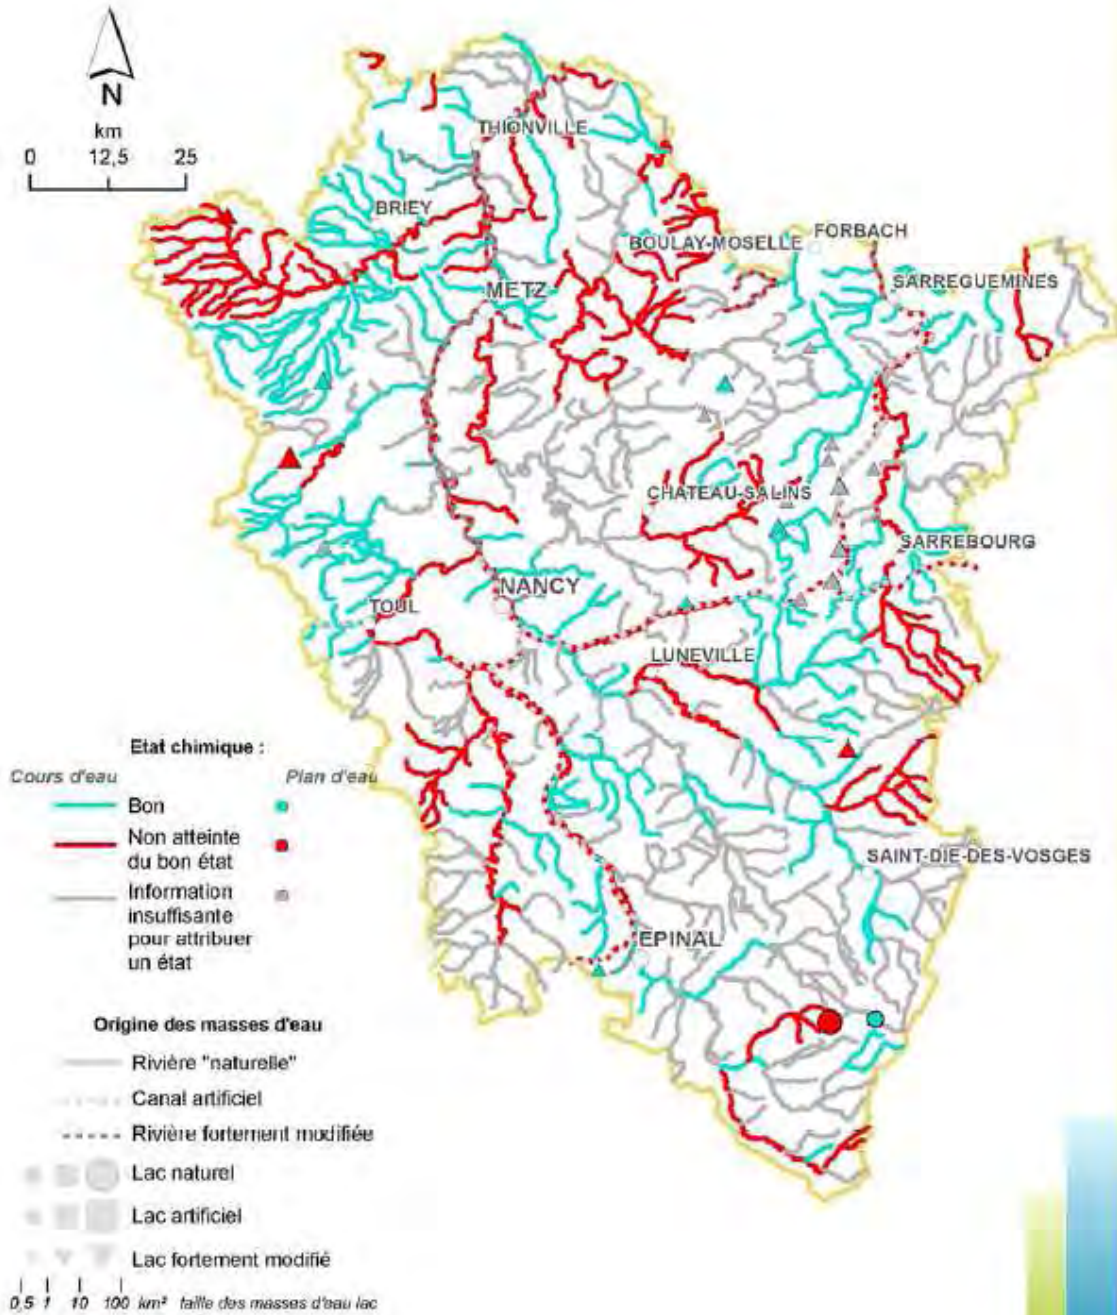 N
km
0 12,5 25
THIONVILLE
BRIEY
BOULAY-MOSELLE
FORBACH
SARREGUEMINES
METZ
CHATEAU-SALINS
SARREBOURG
NANCY
TOUL
LUNEVILLE
SAINT-DIE-DES-VOSGES
EPINAL
Etat chimique :
Cours d'eau Plan d'eau
Bon
Non atteinte
du bon état
Information
insuffisante
pour attribuer
un état
Origine des masses d'eau
Rivière "naturelle"
Canal artificiel
Rivière fortement modifiée
Lac naturel
Lac artificiel
Lac fortement modifié
0,5 1 10 100 km² taille des masses d'eau lac